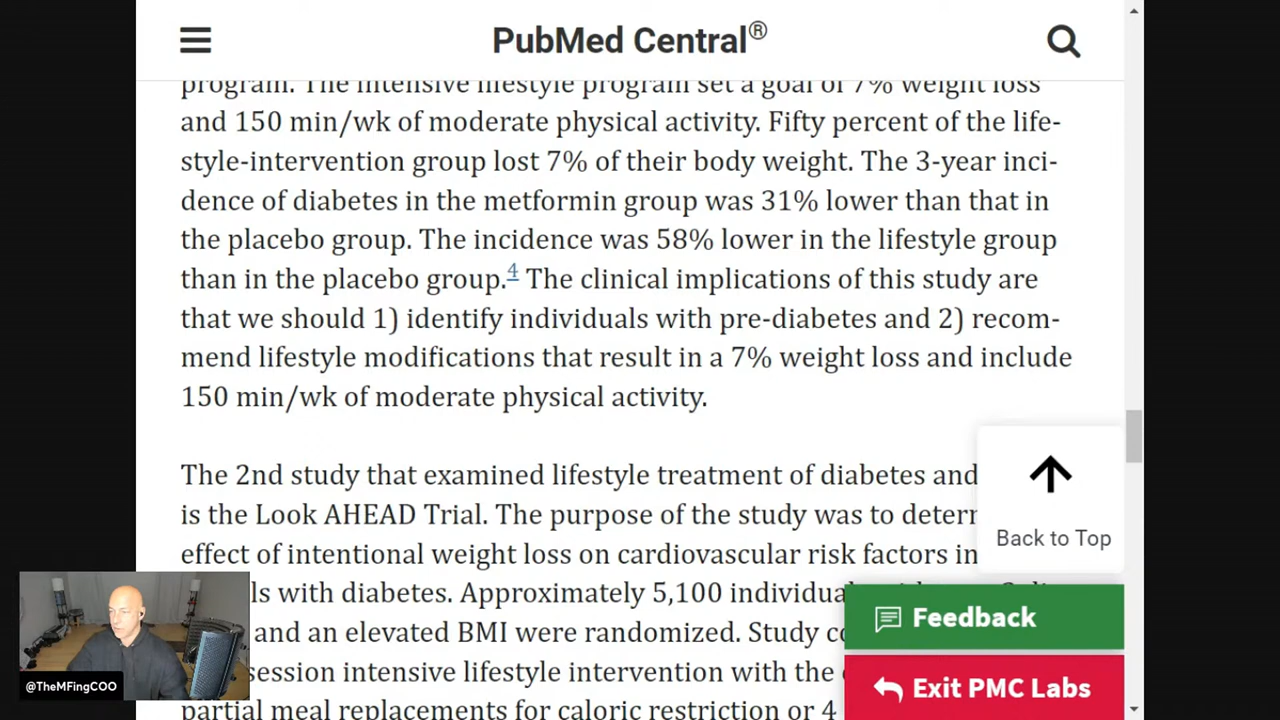 PubMed Central®
program. The intensive lifestyle program set a goal of 7% weight loss
and 150 min/wk of moderate physical activity. Fifty percent of the life-
style-intervention group lost 7% of their body weight. The 3-year inci-
dence of diabetes in the metformin group was 31% lower than that in
the placebo group. The incidence was 58% lower in the lifestyle group
than in the placebo group.4 The clinical implications of this study are
that we should 1) identify individuals with pre-diabetes and 2) recom-
mend lifestyle modifications that result in a 7% weight loss and include
150 min/wk of moderate physical activity.
The 2nd study that examined lifestyle treatment of diabetes and
is the Look AHEAD Trial. The purpose of the study was to
effect of intentional weight loss on cardiovascular risk factors in
with diabetes. Approximately 5,100
and an elevated BMI were randomized. Study
session intensive lifestyle intervention with the
partial meal replacements for caloric restriction or 4
Back to Top
Feedback
Exit PMC Labs
@TheMFingCOO